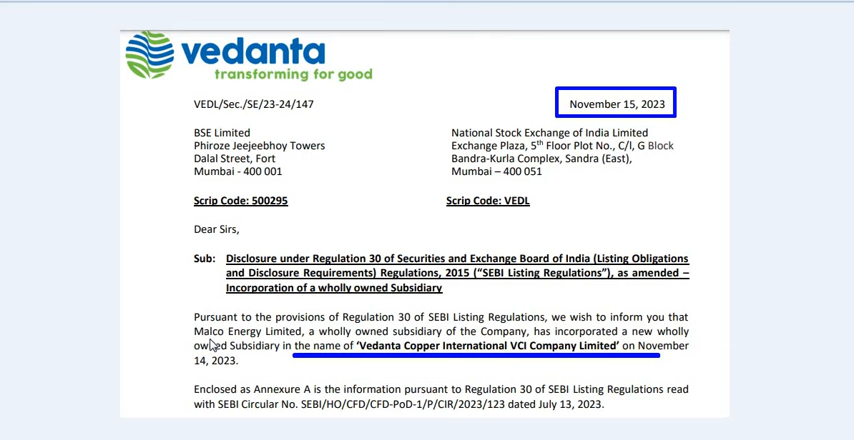 vedanta
transforming for good
VEDL/Sec./SE/23-24/147
November 15, 2023
BSE Limited
Phiroze Jeejeebhoy Towers
Dalal Street, Fort
Mumbai - 400 001
National Stock Exchange of India Limited
Exchange Plaza, 5th Floor Plot No., C/l, G Block
Bandra-Kurla Complex, Sandra (East),
Mumbai – 400 051
Scrip Code: 500295
Scrip Code: VEDL
Dear Sirs,
Sub: Disclosure under Regulation 30 of Securities and Exchange Board of India (Listing Obligations
and Disclosure Requirements) Regulations, 2015 (“SEBI Listing Regulations”), as amended –
Incorporation of a wholly owned Subsidiary
Pursuant to the provisions of Regulation 30 of SEBI Listing Regulations, we wish to inform you that
Malco Energy Limited, a wholly owned subsidiary of the Company, has incorporated a new wholly
owned Subsidiary in the name of ‘Vedanta Copper International VCI Company Limited’ on November
14, 2023.
Enclosed as Annexure A is the information pursuant to Regulation 30 of SEBI Listing Regulations read
with SEBI Circular No. SEBI/HO/CFD/CFD-PoD-1/P/CIR/2023/123 dated July 13, 2023.